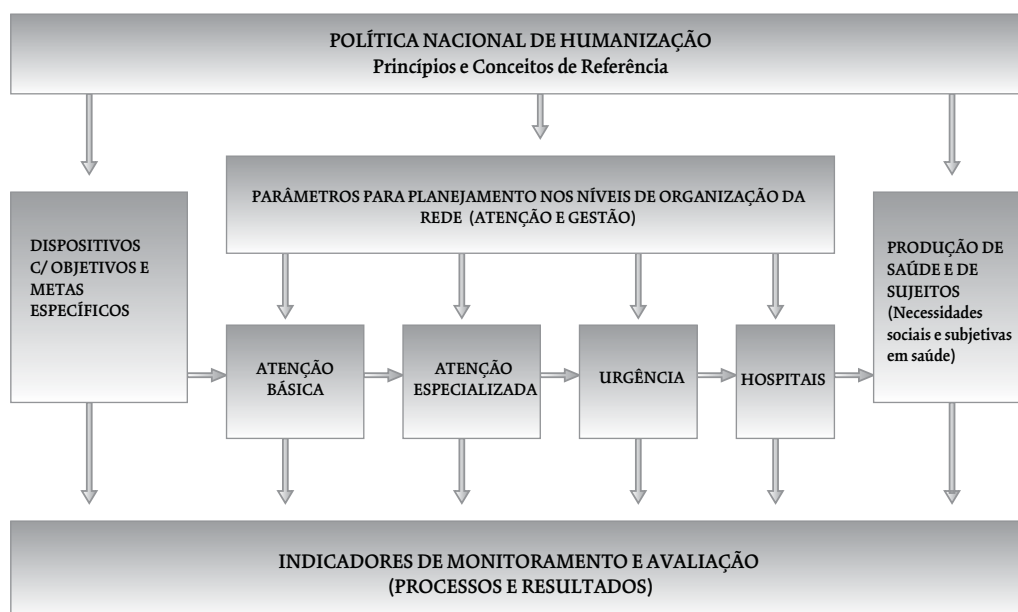 POLÍTICA NACIONAL DE HUMANIZAÇÃO
Princípios e Conceitos de Referência
PARÂMETROS PARA PLANEJAMENTO NOS NÍVEIS DE ORGANIZAÇÃO DA
REDE (ATENÇÃO E GESTÃO)
DISPOSITIVOS
C/ OBJETIVOS E
METAS
ESPECÍFICOS
ATENÇÃO
BÁSICA
ATENÇÃO
ESPECIALIZADA
URGÊNCIA
HOSPITAIS
PRODUÇÃO DE
SAÚDE E DE
SUJEITOS
(Necessidades
sociais e subjetivas
em saúde)
INDICADORES DE MONITORAMENTO E AVALIAÇÃO
(PROCESSOS E RESULTADOS)